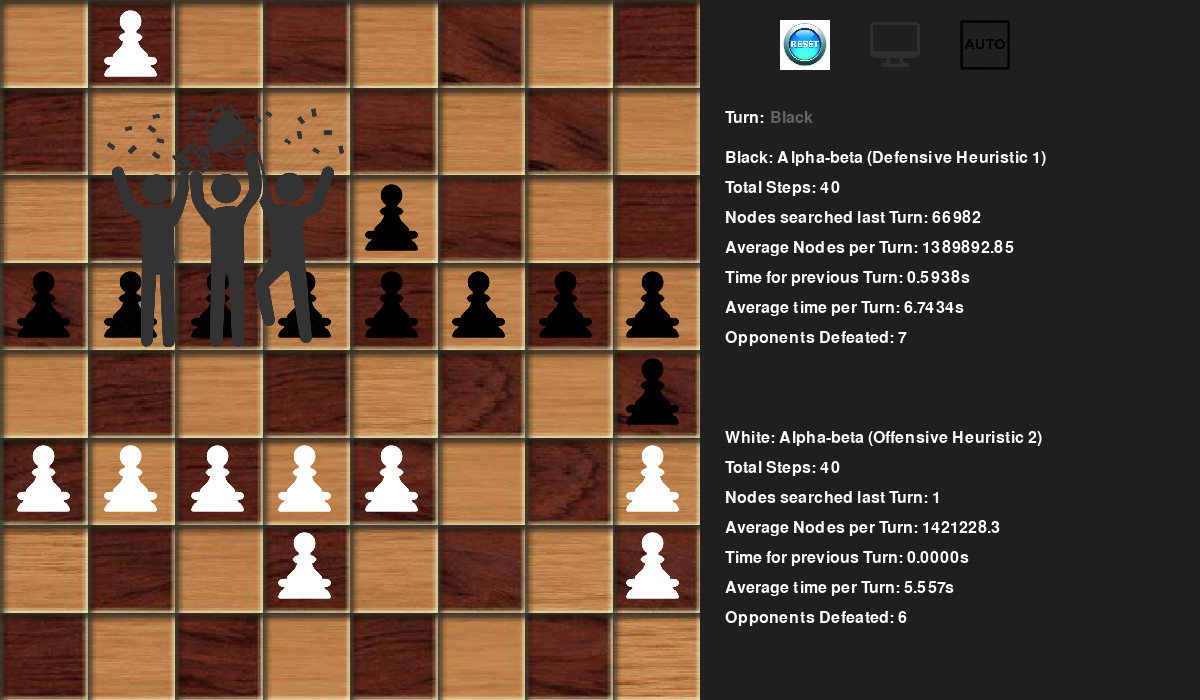 RESET
AUTO
Turn: Black
Black: Alpha-beta (Defensive Heuristic 1)
Total Steps: 40
Nodes searched last Turn: 66982
Average Nodes per Turn: 1389892.85
Time for previous Turn: 0.5938s
Average time per Turn: 6.7434s
Opponents Defeated: 7
White: Alpha-beta (Offensive Heuristic 2)
Total Steps: 40
Nodes searched last Turn: 1
Average Nodes per Turn: 1421228.3
Time for previous Turn: 0.0000s
Average time per Turn: 5.557s
Opponents Defeated: 6